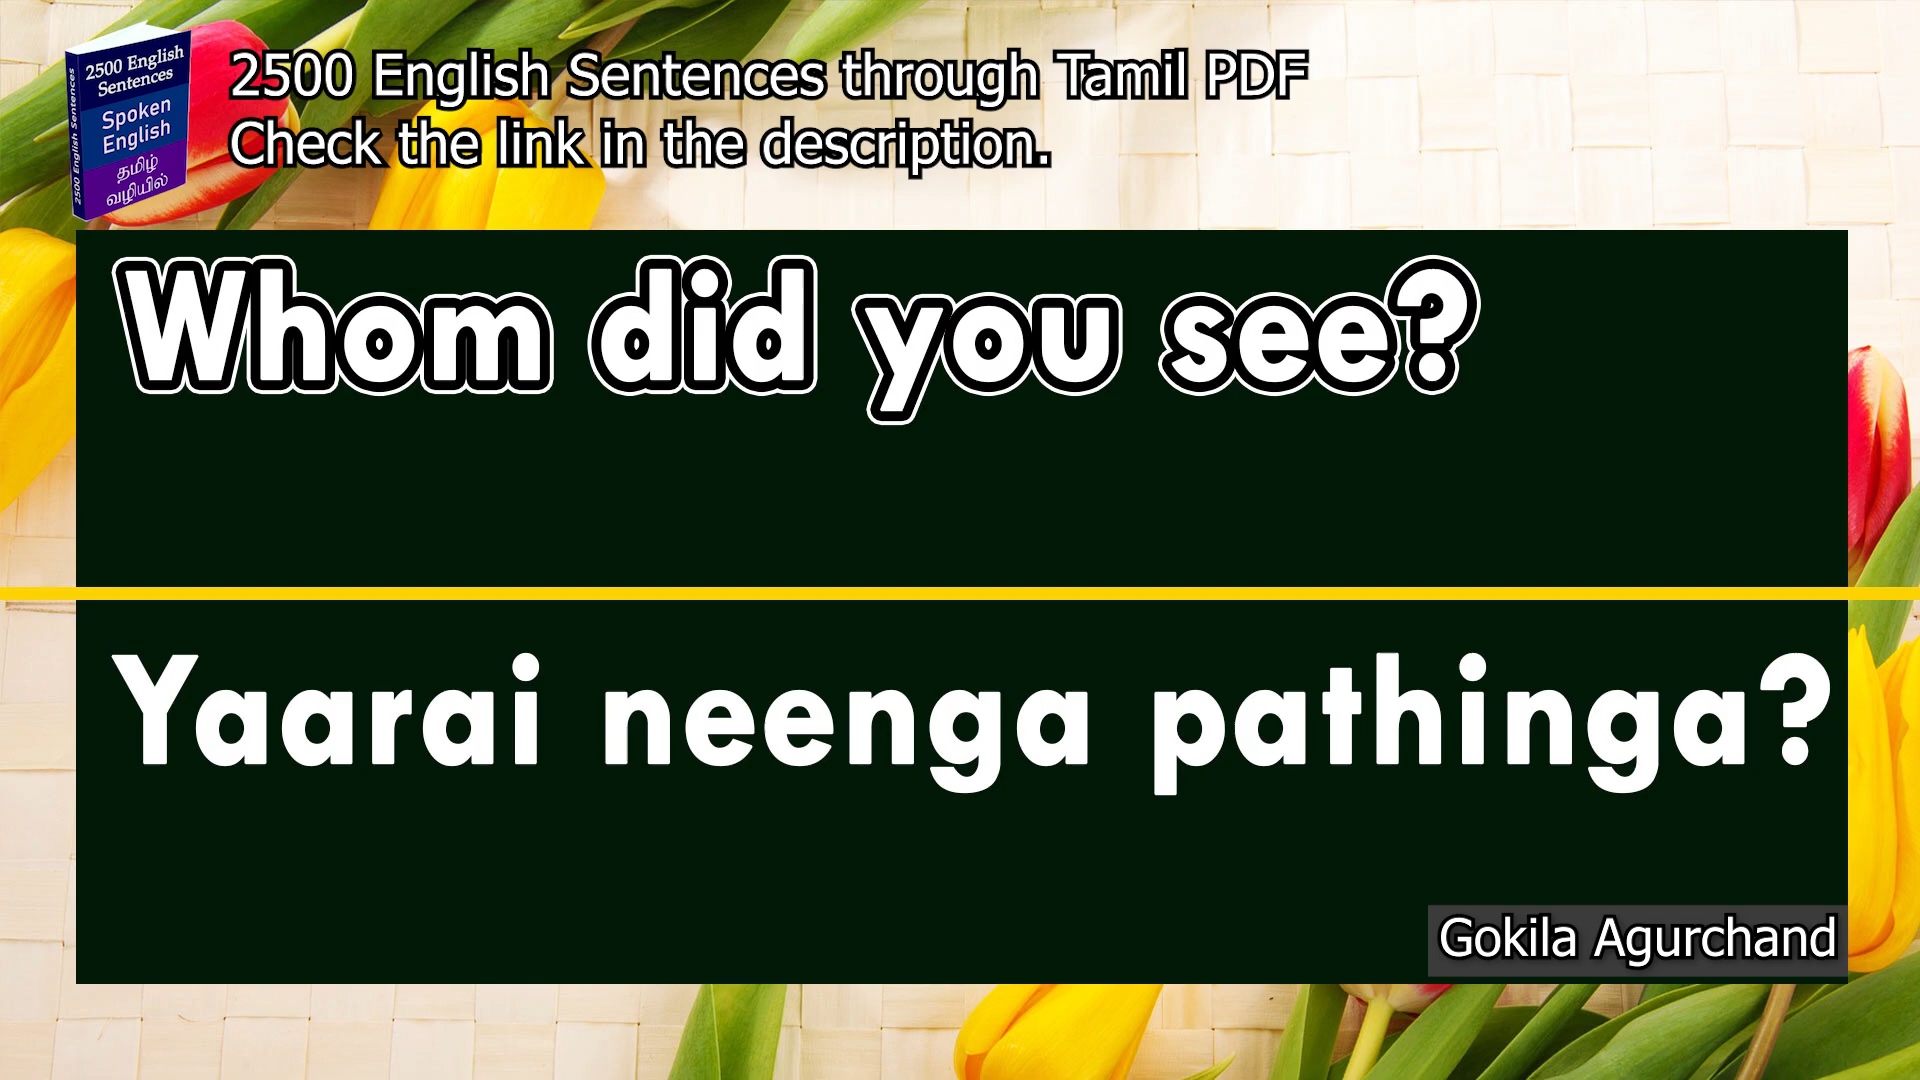 2500 English Sentences
2500 English
Sentences
Spoken
English
தமிழ்
வழியில்
2500 English Sentences through Tamil PDF
Check the link in the description.
Whom did you see?
Yaarai neenga pathinga?
Gokila Agurchand